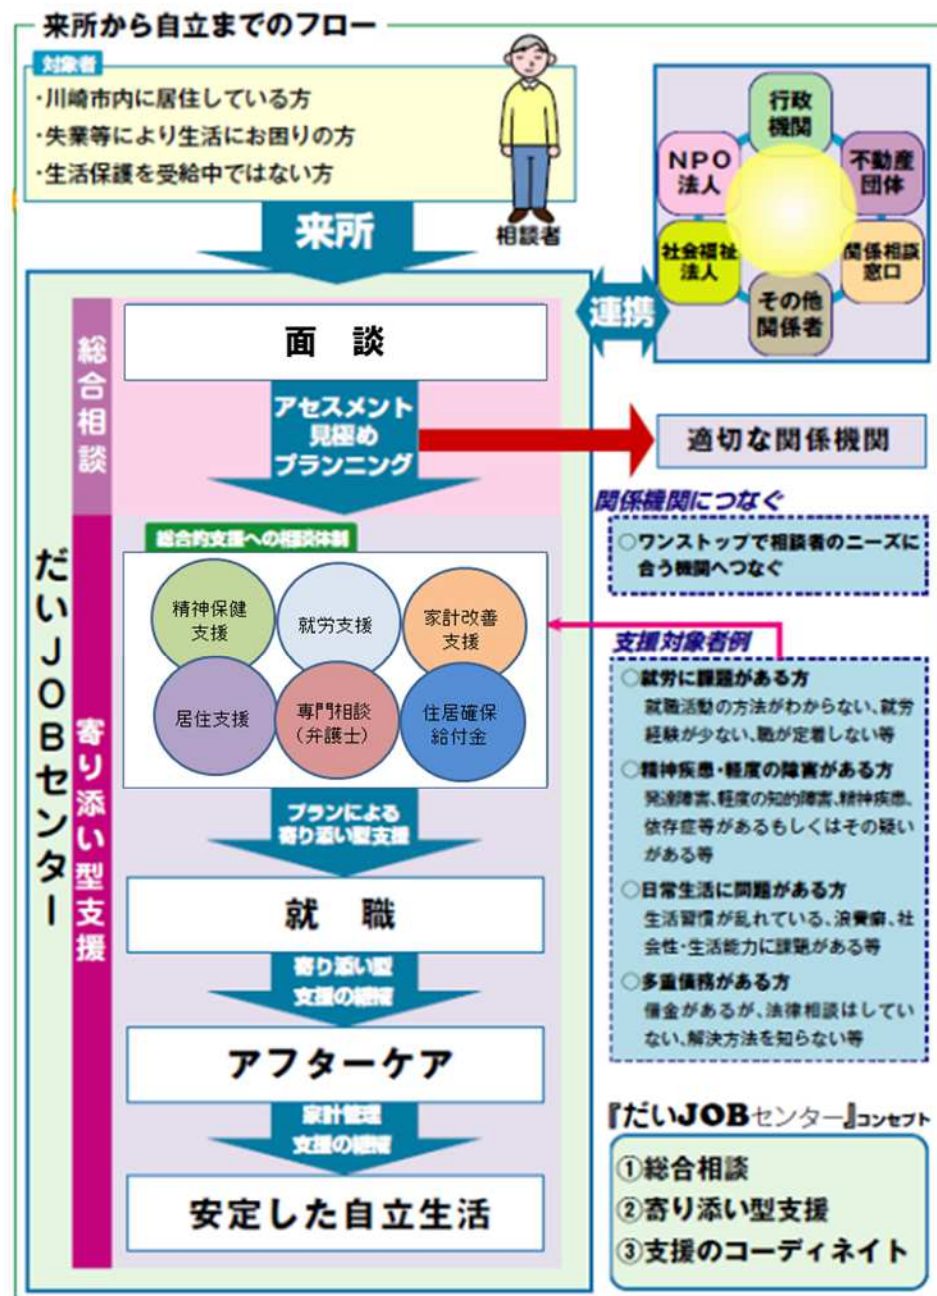 来所から自立までのフロー
対象者
・川崎市内に居住している方
・失業等により生活にお困りの方
・生活保護を受給中ではない方
相談者
来所
行政
機関
NPO
法人
不動産
団体
社会福祉
法人
関係相談
窓口
その他
関係者
連携
だいJOBセンター
総合相談
面 談
アセスメント
見極め
プランニング
適切な関係機関
関係機関につなぐ
○ワンストップで相談者のニーズに
合う機関へつなぐ
寄り添い型支援
総合的支援への相談体制
精神保健
支援
就労支援
家計改善
支援
居住支援
専門相談
(弁護士)
住居確保
給付金
支援対象者例
○就労に課題がある方
就職活動の方法がわからない、就労
経験が少ない、職が定着しない等
○精神疾患・軽度の障害がある方
発達障害、軽度の知的障害、精神疾患、
依存症等があるもしくはその疑い
がある等
○日常生活に問題がある方
生活習慣が乱れている、浪費癖、社
会性・生活能力に課題がある等
○多重債務がある方
借金があるが、法律相談はしてい
ない、解決方法を知らない等
プランによる
寄り添い型支援
就 職
寄り添い型
支援の継続
アフターケア
家計管理
支援の継続
安定した自立生活
『だいJOBセンター』コンセプト
①総合相談
②寄り添い型支援
③支援のコーディネイト